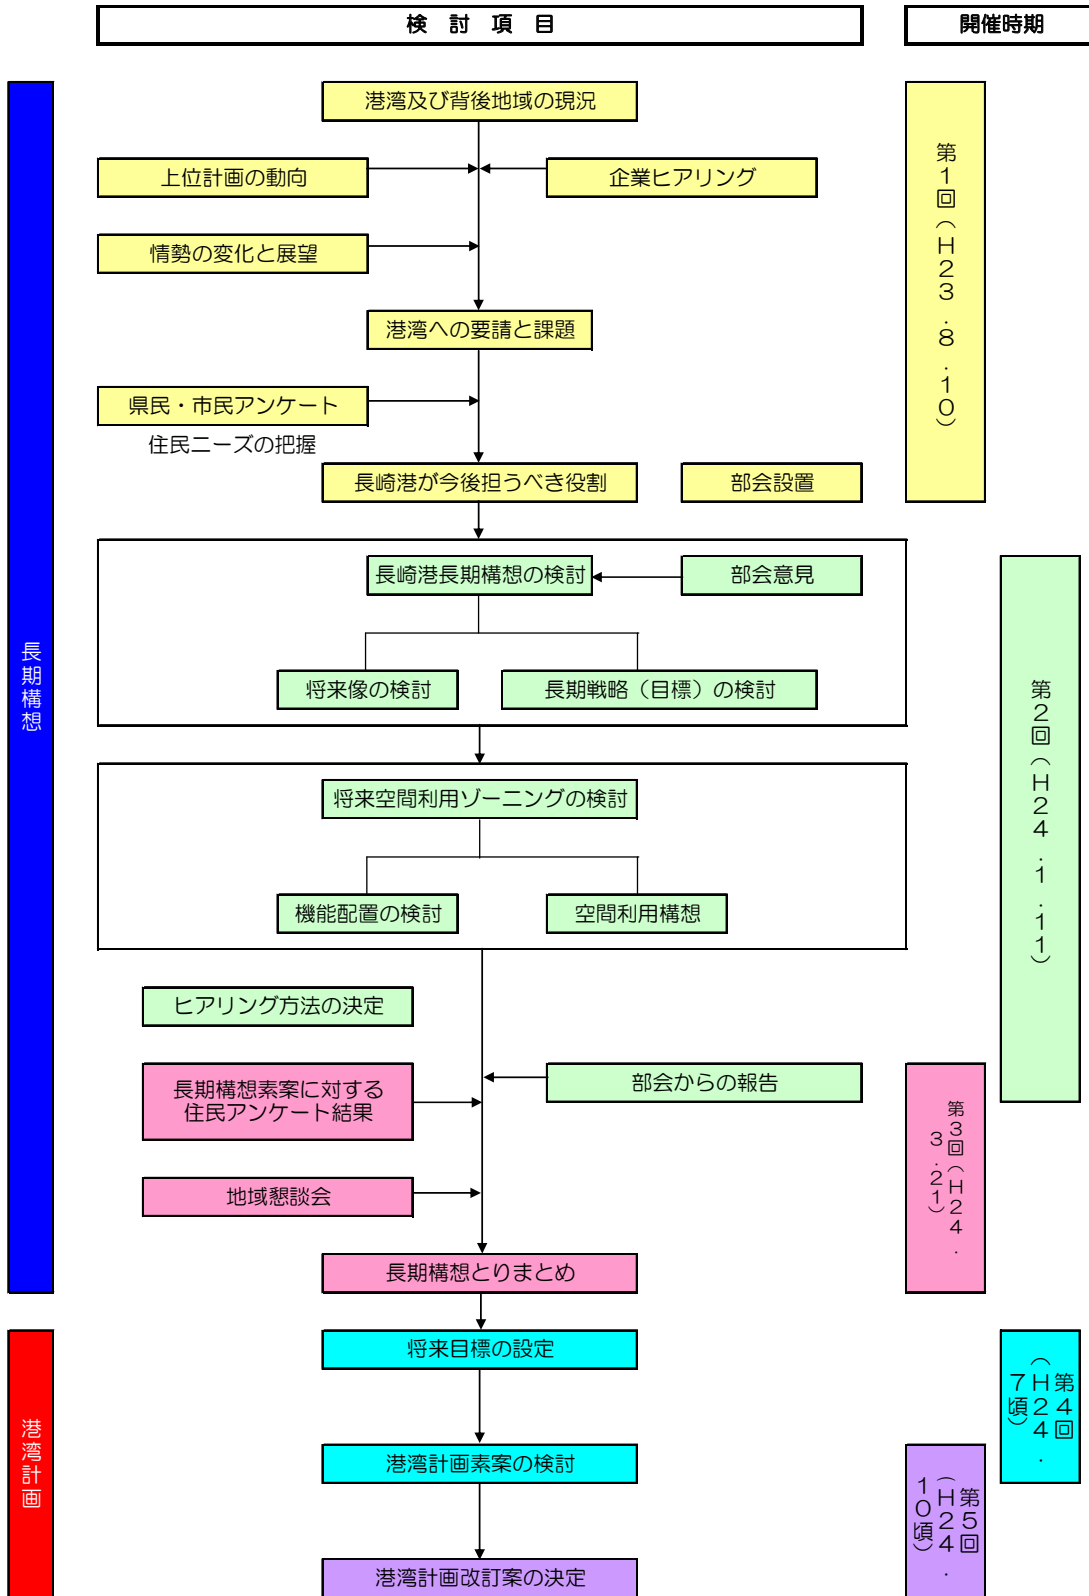 検 討 項 目
開催時期
港湾及び背後地域の現況
上位計画の動向
企業ヒアリング
情勢の変化と展望
港湾への要請と課題
県民・市民アンケート
住民ニーズの把握
長崎港が今後担うべき役割
部会設置
第1回(H23.8.10)
長期構想
長崎港長期構想の検討
部会意見
将来像の検討
長期戦略(目標)の検討
将来空間利用ゾーニングの検討
機能配置の検討
空間利用構想
第2回(H24.1.11)
ヒアリング方法の決定
長期構想素案に対する
住民アンケート結果
部会からの報告
地域懇談会
長期構想とりまとめ
第3回(H24.
3.21)
港湾計画
将来目標の設定
港湾計画素案の検討
第4回
(H24.
7頃)
港湾計画改訂案の決定
第5回
(H24.
10頃)